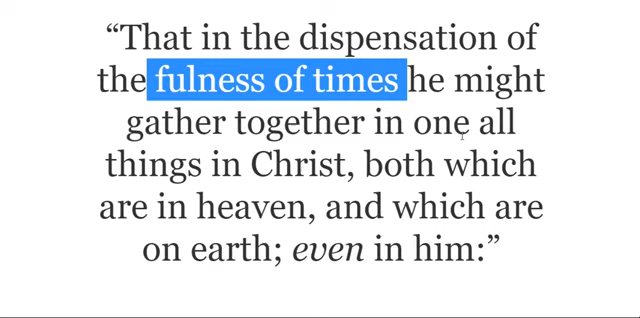 “That in the dispensation of
the fulness of times he might
gather together in one all
things in Christ, both which
are in heaven, and which are
on earth; even in him:”